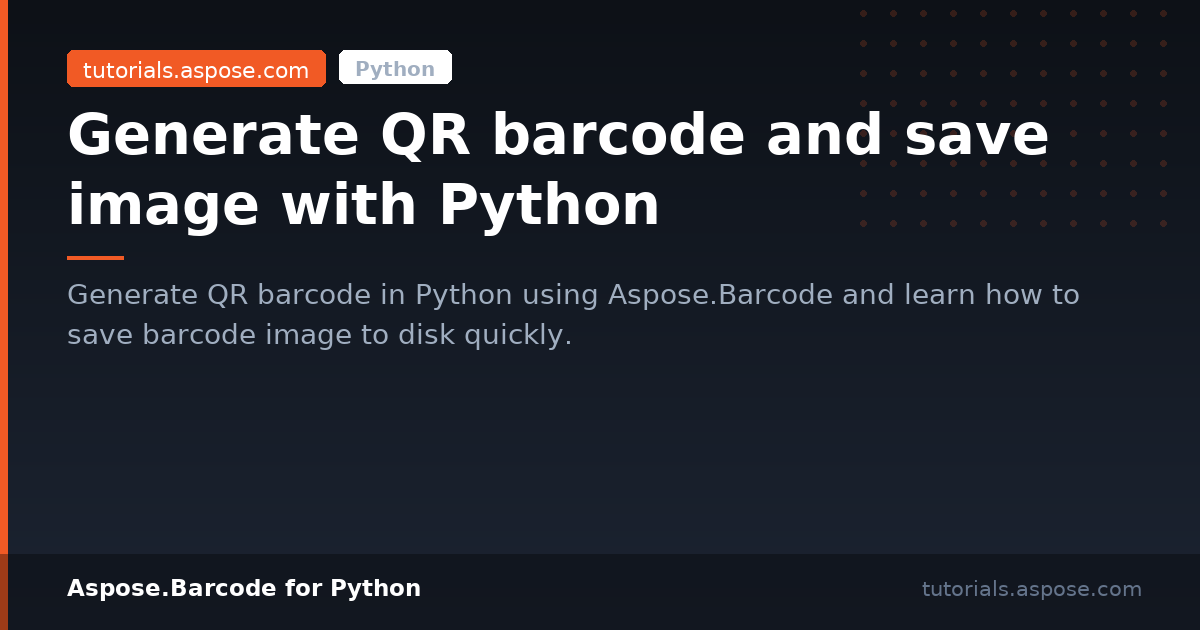 tutorials.aspose.com
Python
Generate QR barcode and save
image with Python
Generate QR barcode in Python using Aspose.Barcode and learn how to
save barcode image to disk quickly.
Aspose.Barcode for Python
tutorials.aspose.com